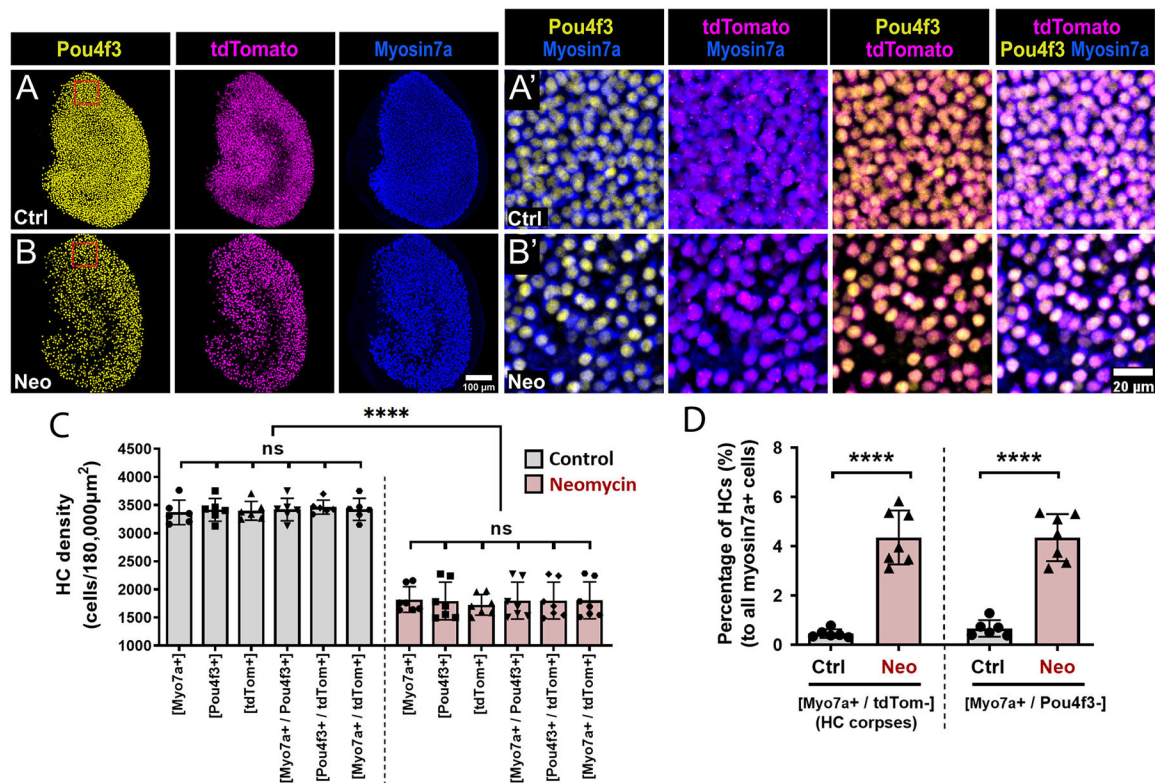 Pou4f3
tdTomato
Myosin7a
Pou4f3
Myosin7a
tdTomato
Myosin7a
Pou4f3
tdTomato
tdTomato
Pou4f3 Myosin7a
A
Ctrl
A'
Ctrl
B
Neo
100 µm
B'
Neo
20 µm
C
****
ns
ns
Control
Neomycin
HC density
(cells/180,000µm²)
4500
4000
3500
3000
2500
2000
1500
1000
[Myo7a+]
[Pou4f3+]
[tdTom+]
[Myo7a+ / Pou4f3+]
[Pou4f3+ / tdTom+]
[Myo7a+ / tdTom+]
[Myo7a+]
[Pou4f3+]
[tdTom+]
[Myo7a+ / Pou4f3+]
[Pou4f3+ / tdTom+]
[Myo7a+ / tdTom+]
D
Percentage of HCs (%)
(to all myosin7a+ cells)
8
6
4
2
0
****
****
Ctrl
Neo
Ctrl
Neo
[Myo7a+ / tdTom-]
(HC corpses)
[Myo7a+ / Pou4f3-]